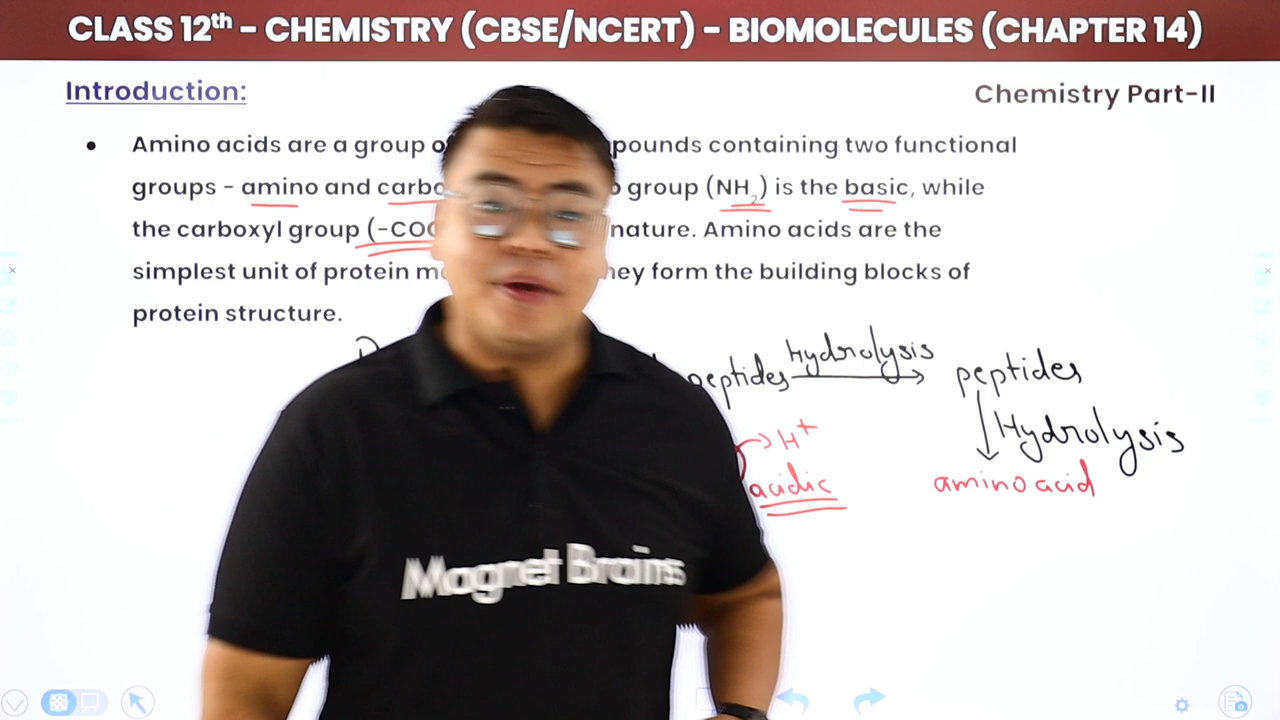 CLASS 12th - CHEMISTRY (CBSE/NCERT) - BIOMOLECULES (CHAPTER 14)
Introduction:
Chemistry Part-II
• Amino acids are a group pounds containing two functional
groups - amino and group (NH2) is the basic, while
the carboxyl group (-COO nature. Amino acids are the
simplest unit of protein form the building blocks of
protein structure.
peptides Hydrolysis peptides
H+
Hydrolysis
acidic
amino acid
Magnet Brains